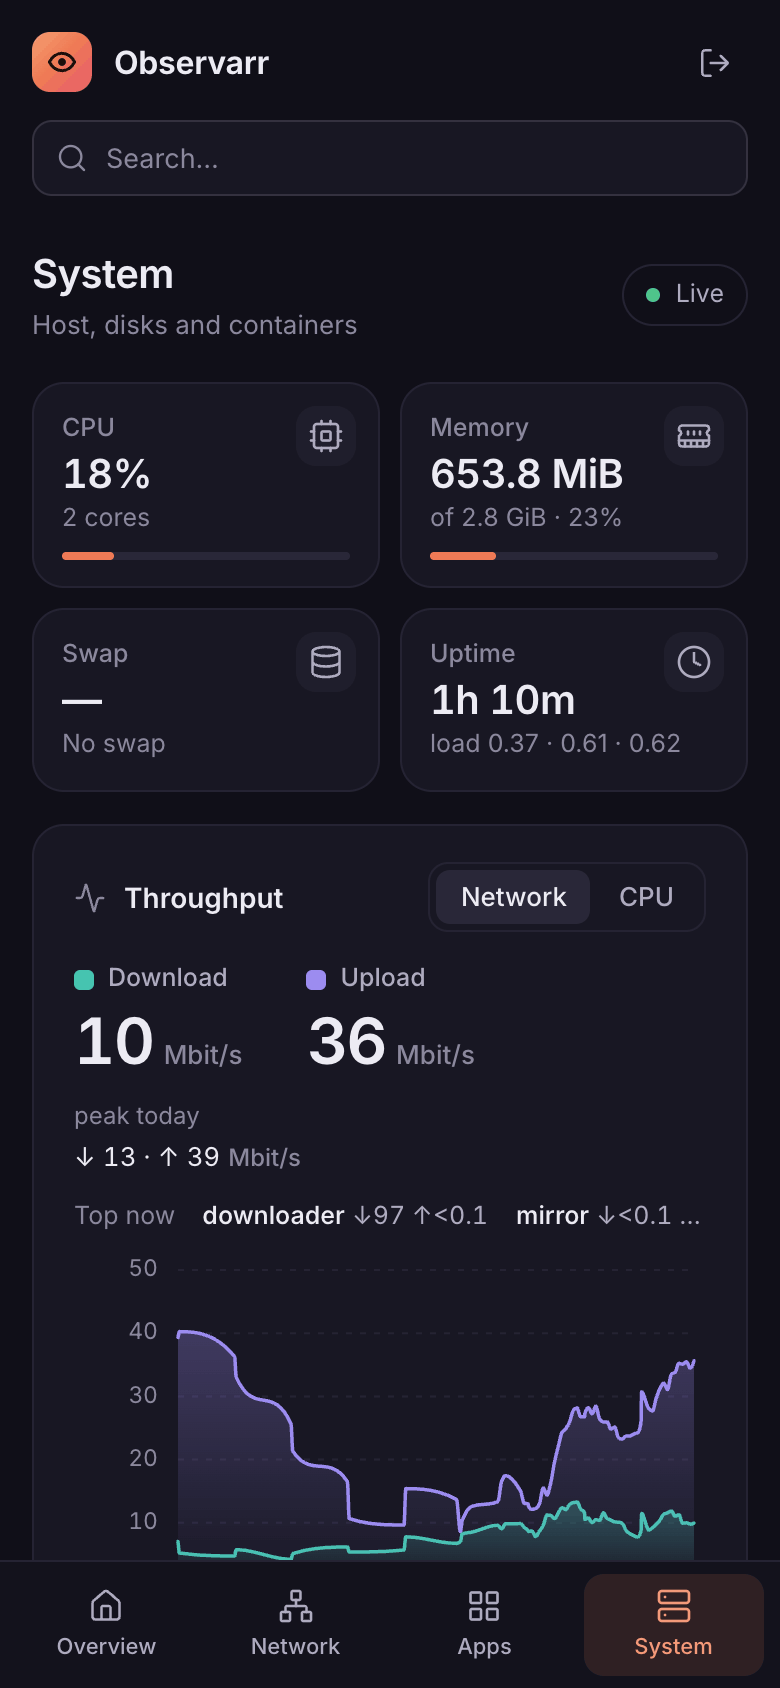 Observarr
Search...
System
Host, disks and containers
Live
CPU
18%
2 cores
Memory
653.8 MiB
of 2.8 GiB · 23%
Swap
—
No swap
Uptime
1h 10m
load 0.37 · 0.61 · 0.62
Throughput
Network
CPU
Download
10 Mbit/s
Upload
36 Mbit/s
peak today
↓ 13 · ↑ 39 Mbit/s
Top now downloader ↓97 ↑<0.1 mirror ↓<0.1 ...
50
40
30
20
10
Overview
Network
Apps
System